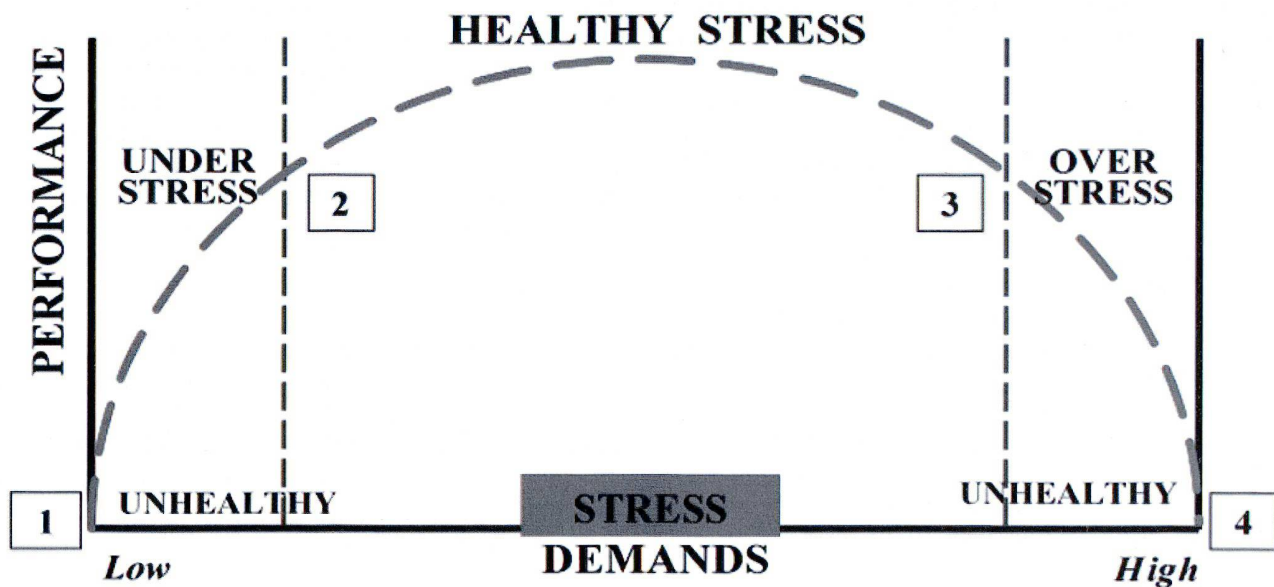 HEALTHY STRESS
PERFORMANCE
UNDER
STRESS
OVER
STRESS
2
3
UNHEALTHY
UNHEALTHY
1
STRESS
4
DEMANDS
Low
High